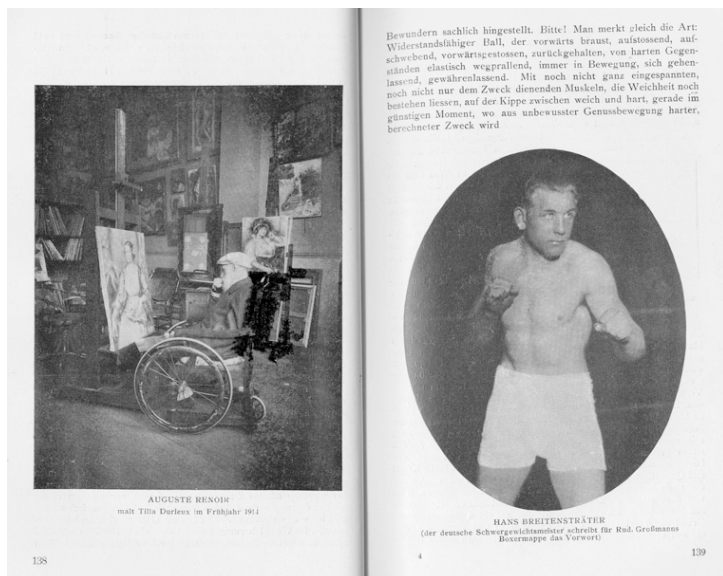 AUGUSTE RENOIR
malt Tilla Durieux im Frühjahr 1914
138
Bewundern sachlich hingestellt. Bitte! Man merkt gleich die Art:
Widerstandsfähiger Ball, der vorwärts braust, aufstossend, auf-
schwebend, vorwärtsgestossen, zurückgehalten, von harten Gegen-
ständen elastisch wegprallend, immer in Bewegung, sich gehen-
lassend, gewährenlassend. Mit noch nicht ganz eingespannten,
noch nicht nur dem Zweck dienenden Muskeln, die Weichheit noch
bestehen liessen, auf der Kippe zwischen weich und hart, gerade im
günstigen Moment, wo aus unbewusster Genussbewegung harter,
berechneter Zweck wird
HANS BREITENSTRÄTER
(der deutsche Schwergewichtsmeister schreibt für Rud. Großmanns
Boxermappe das Vorwort)
4
139